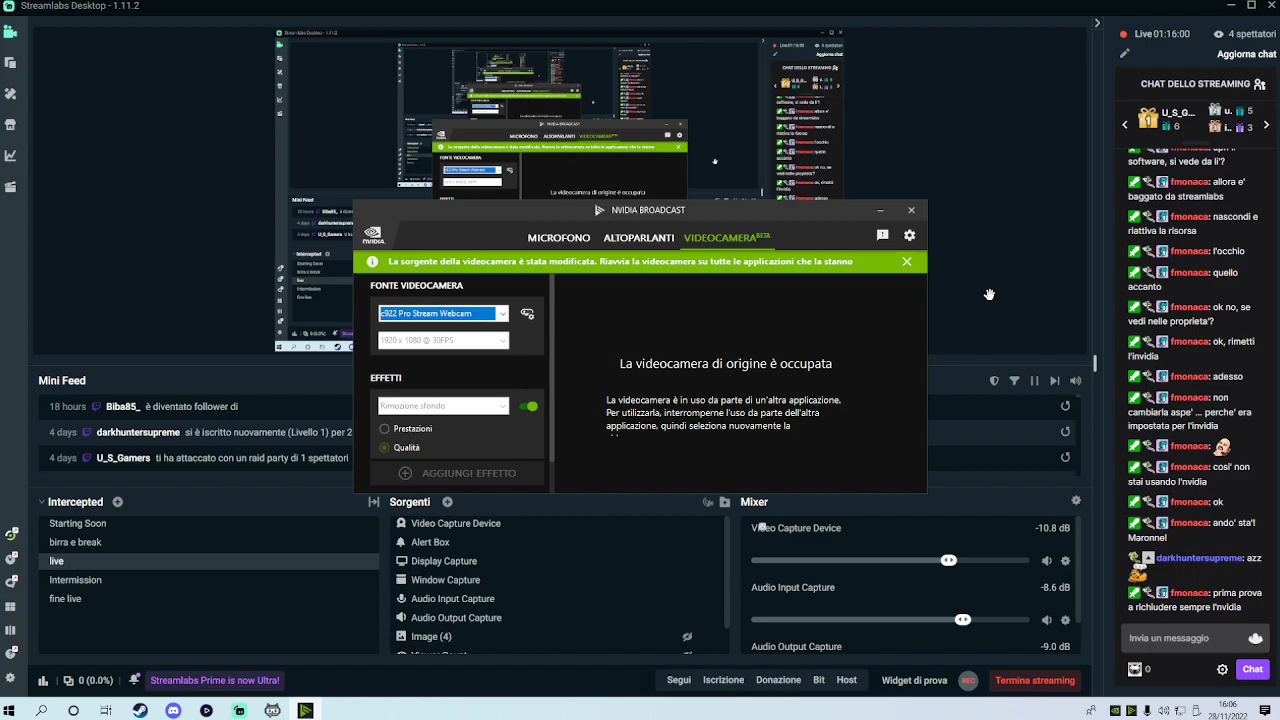 Streamlabs Desktop - 1.11.2
Live 01:16:00
4 spettatori
Aggiorna chat
CHAT DELLO STREAMING
6
5
software, si vede da lì?
fmonaca: allora e'
beggato da streamlabs
fmonaca: nascondi e
riattiva la risorsa
fmonaca: l'occhio
fmonaca: quello
accanto
fmonaca: ok no, se
vedi nelle proprieta'?
fmonaca: ok, rimetti
l'invidia
fmonaca: adesso
fmonaca: non
cambiara aspe' ... perche' era
impostata per l'invidia
fmonaca:
fmonaca: cosi' non
stai usando l'nvidia
fmonaca: ok
fmonaca: ando' sta'l
Maronn!
darkhuntersupreme: azz
fmonaca: prima prova
a richiudere sempre l'nvidia
Invia un messaggio
0
Chat
NVIDIA BROADCAST
NVIDIA.
MICROFONO
ALTOPARLANTI
VIDEOCAMERA BETA
La sorgente della videocamera è stata modificata. Riavvia la videocamera su tutte le applicazioni che la stanno
FONTE VIDEOCAMERA
c922 Pro Stream Webcam
1920 x 1080 @ 30FPS
EFFETTI
Rimozione sfondo
Prestazioni
Qualità
AGGIUNGI EFFETTO
La videocamera di origine è occupata
La videocamera è in uso da parte di un'altra applicazione.
Per utilizzarla, interrompere l'uso da parte dell'altra
applicazione, quindi seleziona nuovamente la
Mini Feed
18 hours Biha95_ è diventato follower di
4 days darkhuntersupreme si è iscritto nuovamente (Livello 1) per 2
4 days U_S_Gamers ti ha attaccato con un raid party di 1 spettatori
Intercepted
Starting Soon
birra e break
live
Intermission
fine live
Sorgenti
Video Capture Device
Alert Box
Display Capture
Window Capture
Audio Input Capture
Audio Output Capture
Image (4)
Mixer
Video Capture Device -10.8 dB
Audio Input Capture -8.6 dB
Audio Output Capture -9.0 dB
0 (0.0%)
Streamlabs Prime is now Ultra!
Segui
Iscrizione
Donazione
Bit
Host
Widget di prova
REC
Termina streaming
16:06
28/11/2022